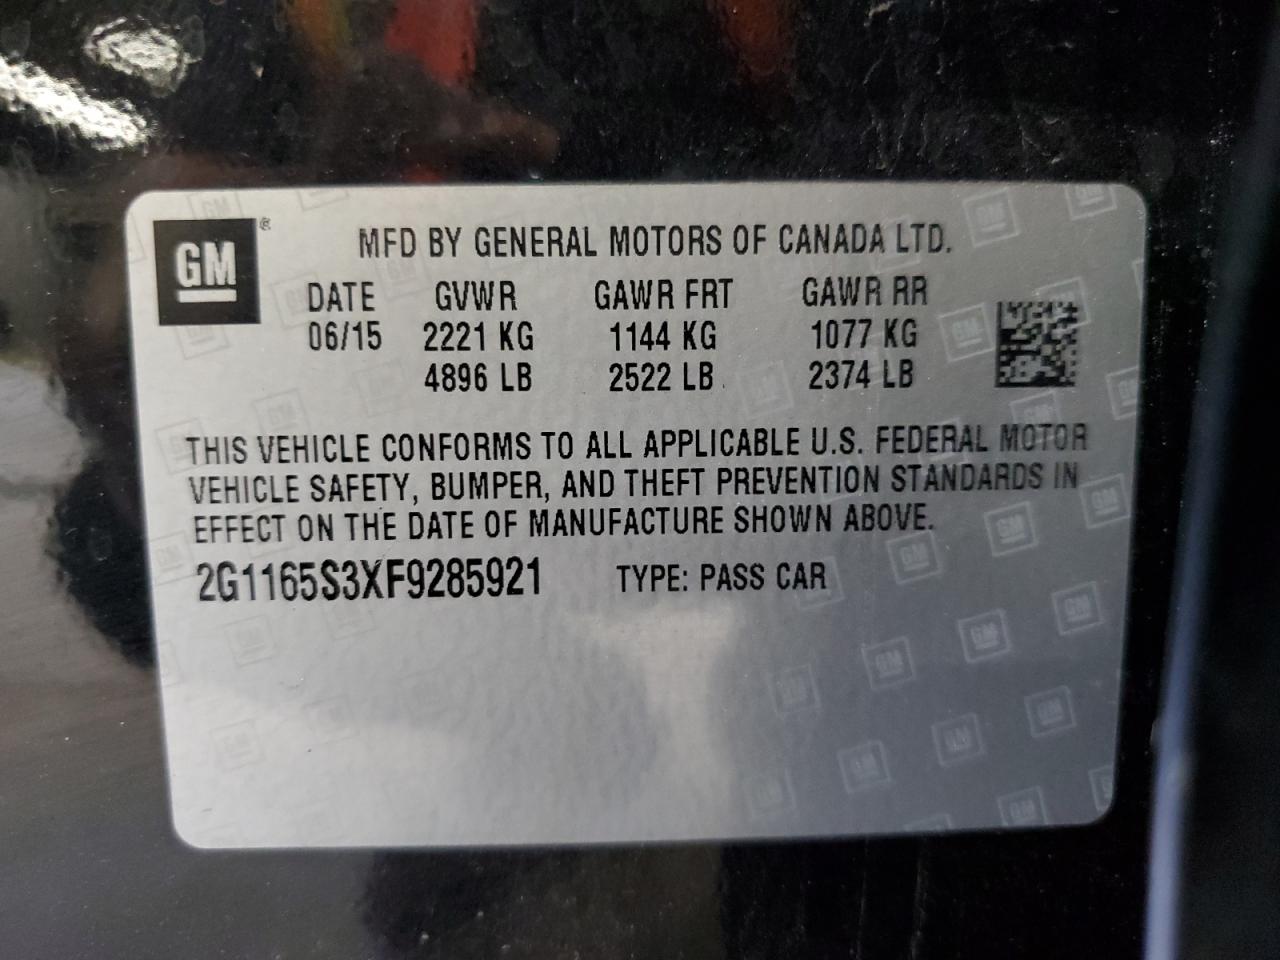 GM ®
MFD BY GENERAL MOTORS OF CANADA LTD.
DATE GVWR GAWR FRT GAWR RR
06/15 2221 KG 1144 KG 1077 KG
4896 LB 2522 LB 2374 LB
THIS VEHICLE CONFORMS TO ALL APPLICABLE U.S. FEDERAL MOTOR
VEHICLE SAFETY, BUMPER, AND THEFT PREVENTION STANDARDS IN
EFFECT ON THE DATE OF MANUFACTURE SHOWN ABOVE.
2G1165S3XF9285921 TYPE: PASS CAR